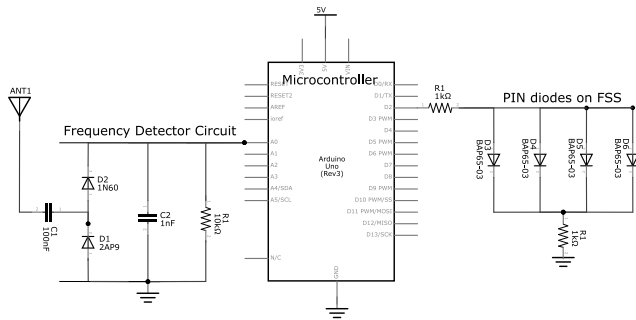 5V
3V3
5V
VIN
Microcontroller
RESET
RESET2
AREF
ioref
A0
A1
A2
A3
A4/SDA
A5/SCL
N/C
GND
D0/RX
D1/TX
D2
D3 PWM
D4
D5 PWM
D6 PWM
D7
D8
D9 PWM
D10 PWM/SS
D11 PWM/MOSI
D12/MISO
D13/SCK
Arduino
Uno
(Rev3)
ANT1
Frequency Detector Circuit
D2
1N60
D1
2AP9
C1
100nF
C2
1nF
R1
10kΩ
R1
1kΩ
PIN diodes on FSS
D3
BAP65-03
D4
BAP65-03
D5
BAP65-03
D6
BAP65-03
R1
1kΩ